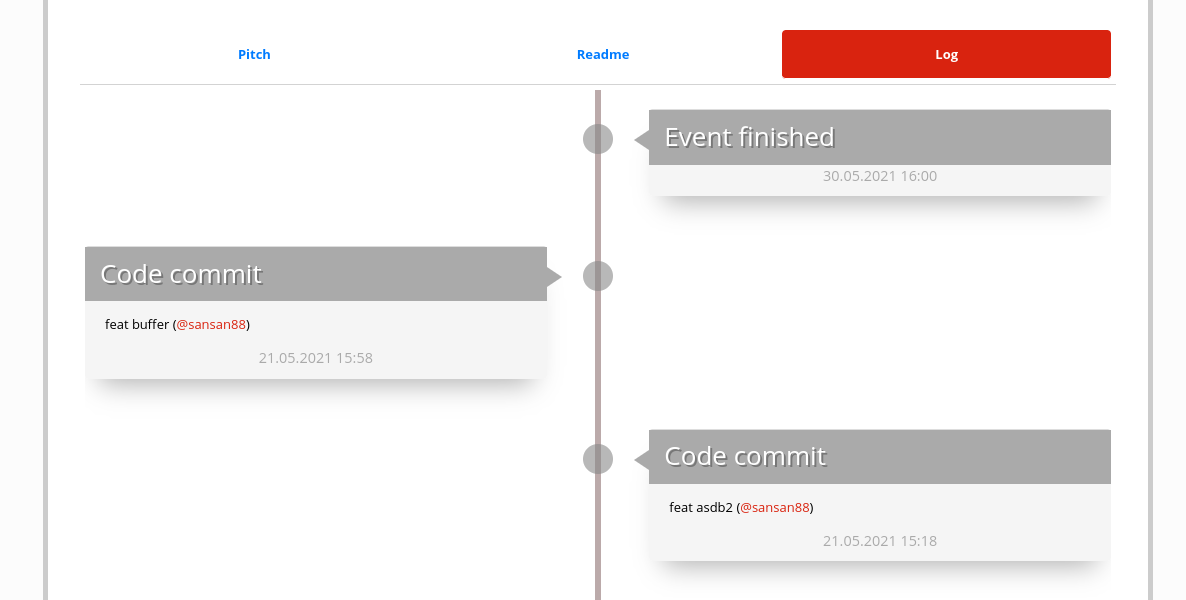 Pitch
Readme
Log
Event finished
30.05.2021 16:00
Code commit
feat buffer (@sansan88)
21.05.2021 15:58
Code commit
feat asdb2 (@sansan88)
21.05.2021 15:18